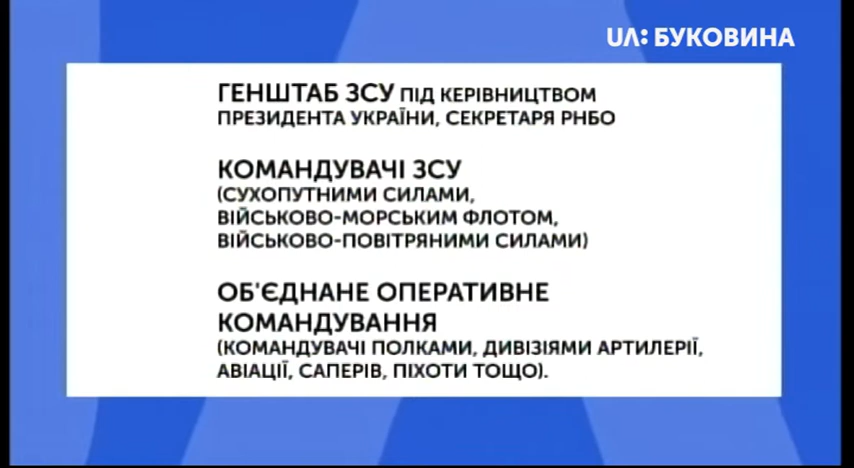 UA: БУКОВИНА
ГЕНШТАБ ЗСУ ПІД КЕРІВНИЦТВОМ
ПРЕЗИДЕНТА УКРАЇНИ, СЕКРЕТАРЯ РНБО
КОМАНДУВАЧІ ЗСУ
(СУХОПУТНИМИ СИЛАМИ,
ВІЙСЬКОВО-МОРСЬКИМ ФЛОТОМ,
ВІЙСЬКОВО-ПОВІТРЯНИМИ СИЛАМИ)
ОБ'ЄДНАНЕ ОПЕРАТИВНЕ
КОМАНДУВАННЯ
(КОМАНДУВАЧІ ПОЛКАМИ, ДИВІЗІЯМИ АРТИЛЕРІЇ,
АВІАЦІЇ, САПЕРІВ, ПІХОТИ ТОЩО).